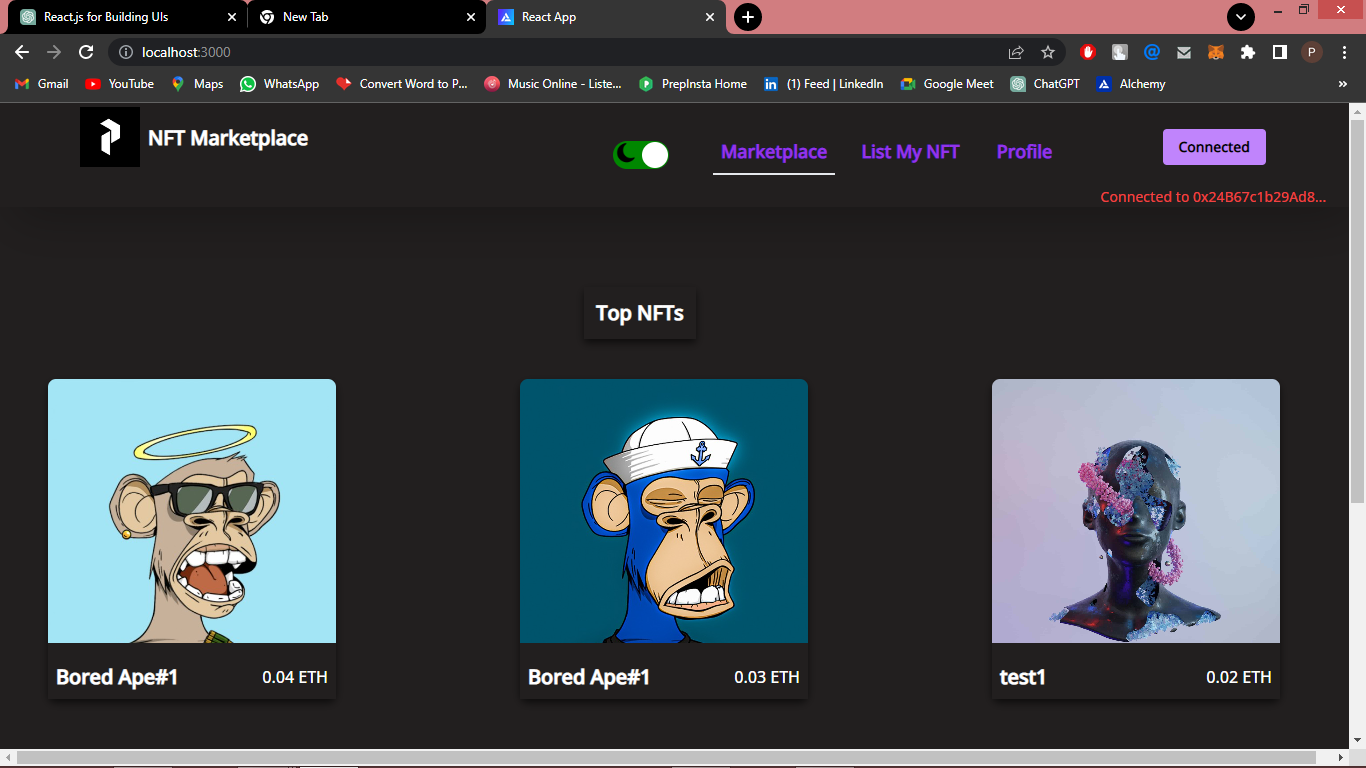 React.js for Building UIs
New Tab
React App
localhost:3000
P
Gmail
YouTube
Maps
WhatsApp
Convert Word to P...
Music Online - Liste...
PrepInsta Home
(1) Feed | LinkedIn
Google Meet
ChatGPT
Alchemy
»
NFT Marketplace
Marketplace
List My NFT
Profile
Connected
Connected to 0x24B67c1b29Ad8...
Top NFTs
Bored Ape#1 0.04 ETH
Bored Ape#1 0.03 ETH
test1 0.02 ETH